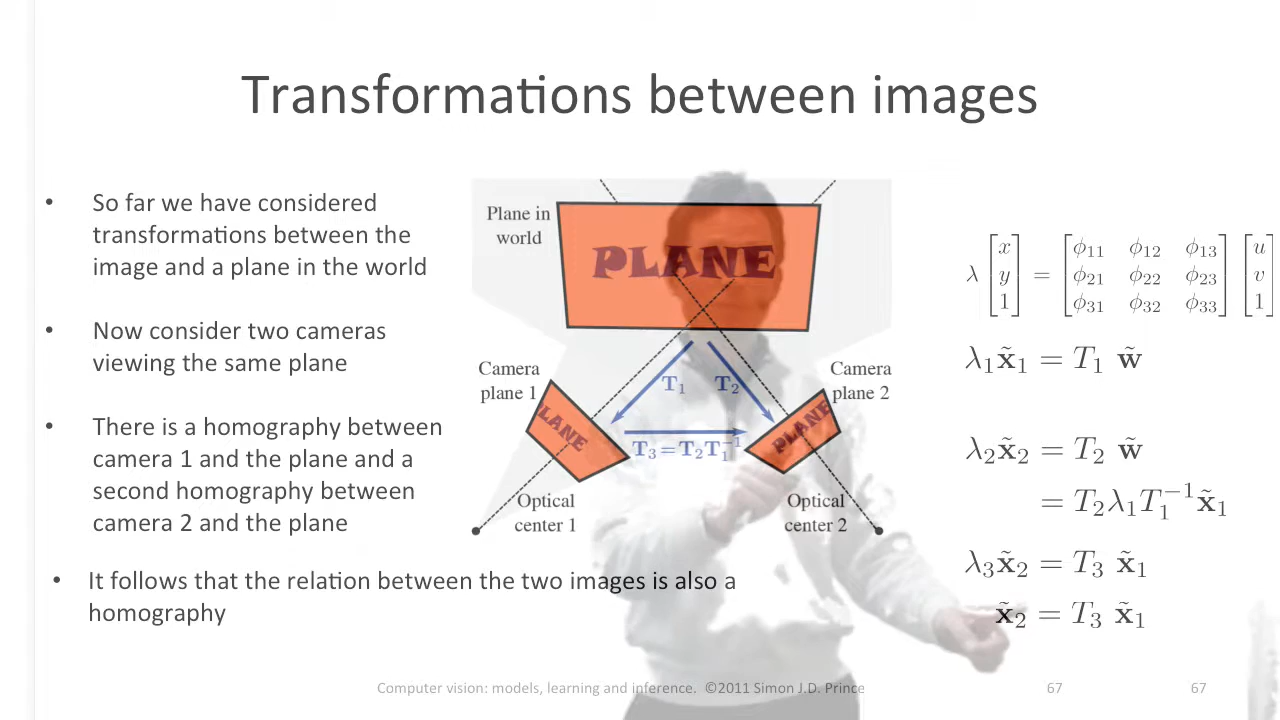 Transformations between images
• So far we have considered
transformations between the
image and a plane in the world
• Now consider two cameras
viewing the same plane
• There is a homography between
camera 1 and the plane and a
second homography between
camera 2 and the plane
• It follows that the relation between the two images is also a
homography
Plane in
world
PLANE
Camera
plane 1
Camera
plane 2
T₁
T₂
PLANE
PLANE
T₃=T₂T₁⁻¹
Optical
center 1
Optical
center 2
λ [x y 1] = [ϕ₁₁ ϕ₁₂ ϕ₁₃ ; ϕ₂₁ ϕ₂₂ ϕ₂₃ ; ϕ₃₁ ϕ₃₂ ϕ₃₃] [u v 1]
λ₁x̃₁ = T₁ w̃
λ₂x̃₂ = T₂ w̃
= T₂λ₁T₁⁻¹x̃₁
λ₃x̃₂ = T₃ x̃₁
x̃₂ = T₃ x̃₁
Computer vision: models, learning and inference. ©2011 Simon J.D. Prince
67
67